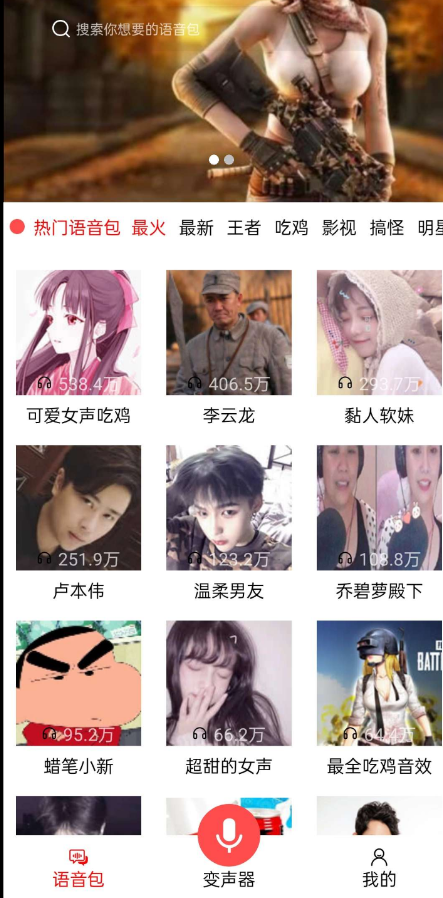 搜索你想要的语音包
热门语音包 最火 最新 王者 吃鸡 影视 搞怪 明星
538.4万 406.5万 293.7万
可爱女声吃鸡 李云龙 黏人软妹
251.9万 123.2万 108.8万
卢本伟 温柔男友 乔碧萝殿下
BATTL
95.2万 66.2万 64.4万
蜡笔小新 超甜的女声 最全吃鸡音效
语音包 变声器 我的